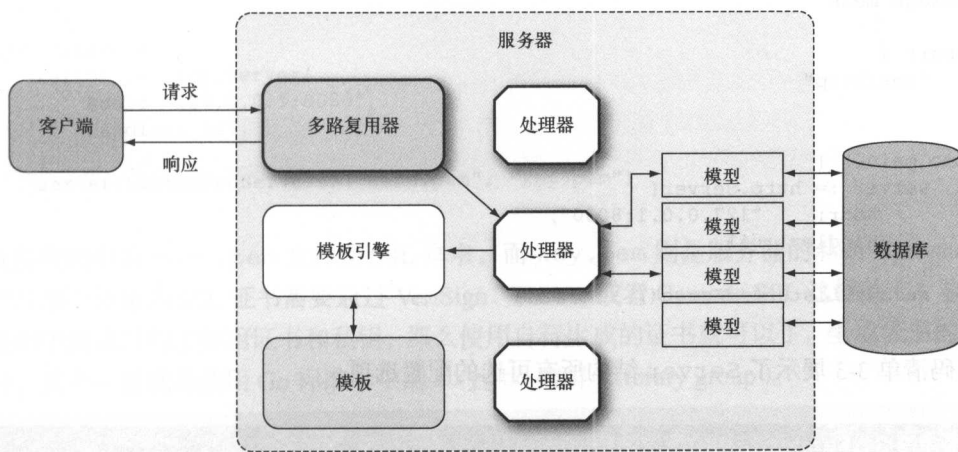 服务器
请求
客户端
多路复用器
处理器
响应
模型
模型
模板引擎
处理器
数据库
模型
模型
模板
处理器